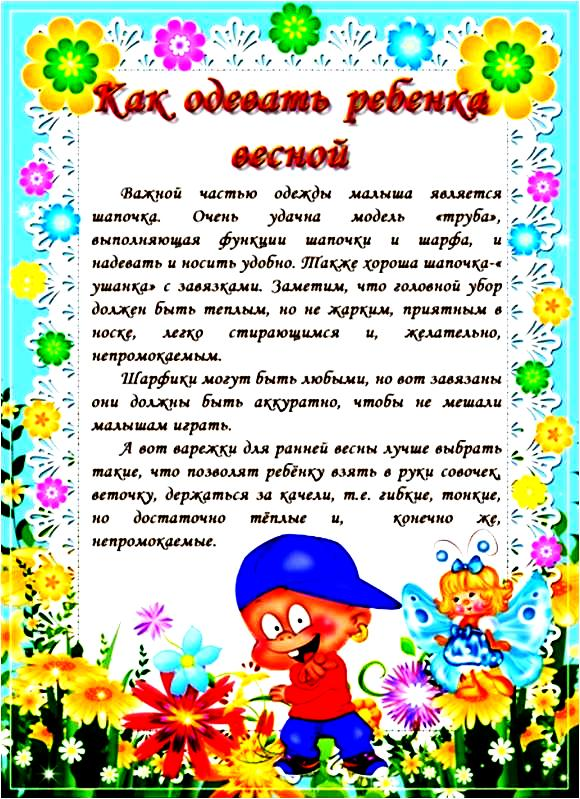 Как одевать ребенка
весной
Важной частью одежды малыша является
шапочка. Очень удачна модель «труба»,
выполняющая функции шапочки и шарфа, и
надевать и носить удобно. Также хороша шапочка-«
ушанка» с завязками. Заметим, что головной убор
должен быть теплым, но не жарким, приятным в
носке, легко стирающимся и, желательно,
непромокаемым.
Шарфики могут быть любыми, но вот завязаны
они должны быть аккуратно, чтобы не мешали
малышам играть.
А вот варежки для ранней весны лучше выбрать
такие, что позволят ребёнку взять в руки совочек,
веточку, держаться за качели, т.е. гибкие, тонкие,
но достаточно тёплые и, конечно же,
непромокаемые.